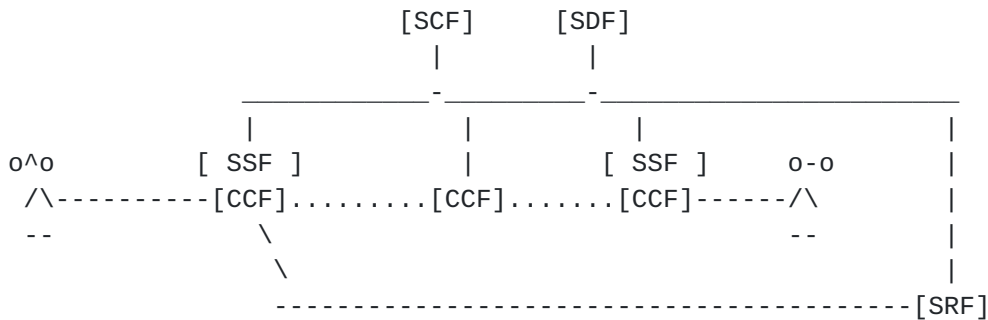 [SCF] [SDF]
o^o [ SSF ] [ SSF ] o-o
/\----------[CCF].........[CCF].......[CCF]------/\
-----------------------------------------[SRF]